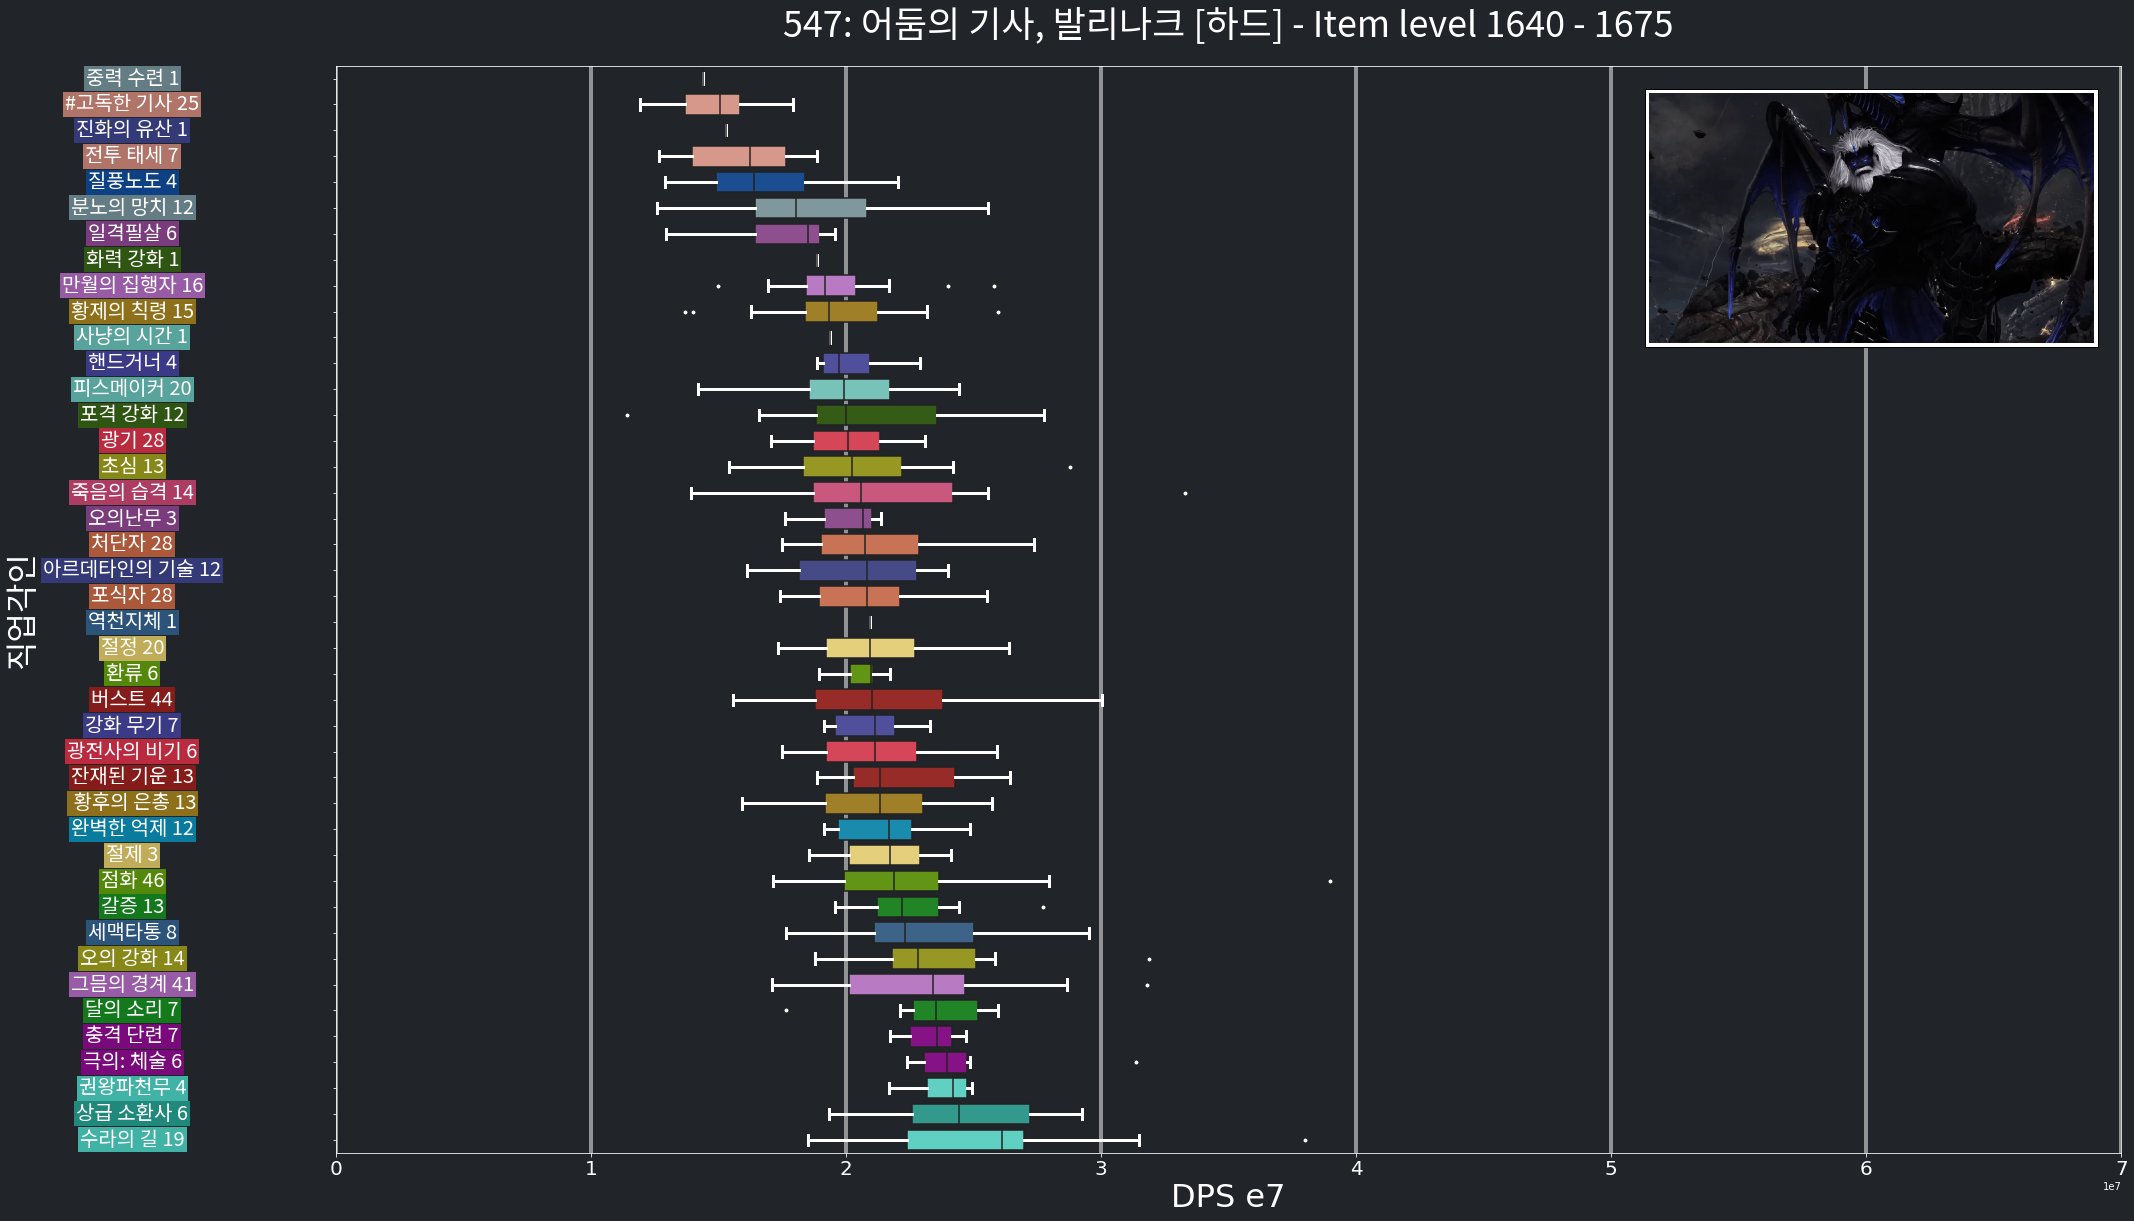 547: 어둠의 기사, 발리나크 [하드] - Item level 1640 - 1675
중력 수련 1
#고독한 기사 25
진화의 유산 1
전투 태세 7
질풍노도 4
분노의 망치 12
일격필살 6
화력 강화 1
만월의 집행자 16
황제의 칙령 15
사냥의 시간 1
핸드거너 4
피스메이커 20
포격 강화 12
광기 28
초심 13
죽음의 습격 14
오의난무 3
처단자 28
아르데타인의 기술 12
포식자 28
역천지체 1
절정 20
환류 6
버스트 44
강화 무기 7
광전사의 비기 6
잔재된 기운 13
황후의 은총 13
완벽한 억제 12
절제 3
점화 46
갈증 13
세맥타통 8
오의 강화 14
그믐의 경계 41
달의 소리 7
충격 단련 7
극의: 체술 6
권왕파천무 4
상급 소환사 6
수라의 길 19
직업각인
0 1 2 3 4 5 6 7
1e7
DPS e7